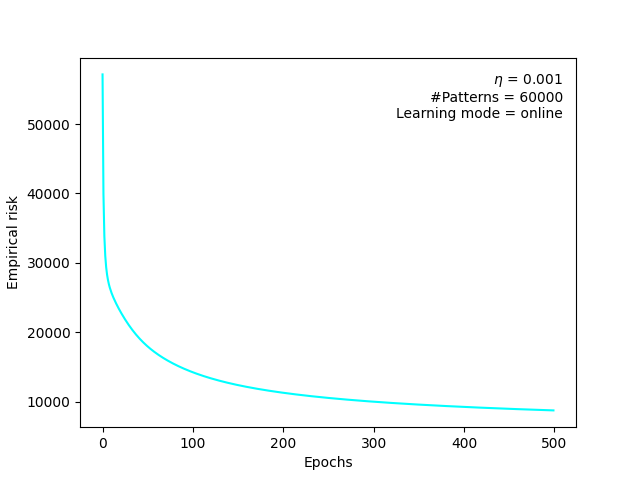 η = 0.001
#Patterns = 60000
Learning mode = online
Empirical risk
50000
40000
30000
20000
10000
0 100 200 300 400 500
Epochs